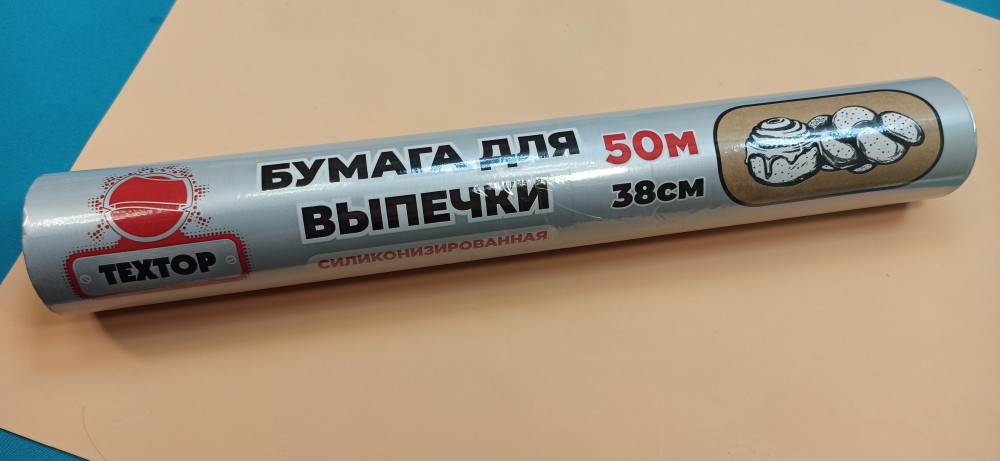 ТЕХТОР
БУМАГА ДЛЯ
ВЫПЕЧКИ
СИЛИКОНИЗИРОВАННАЯ
50м
38см